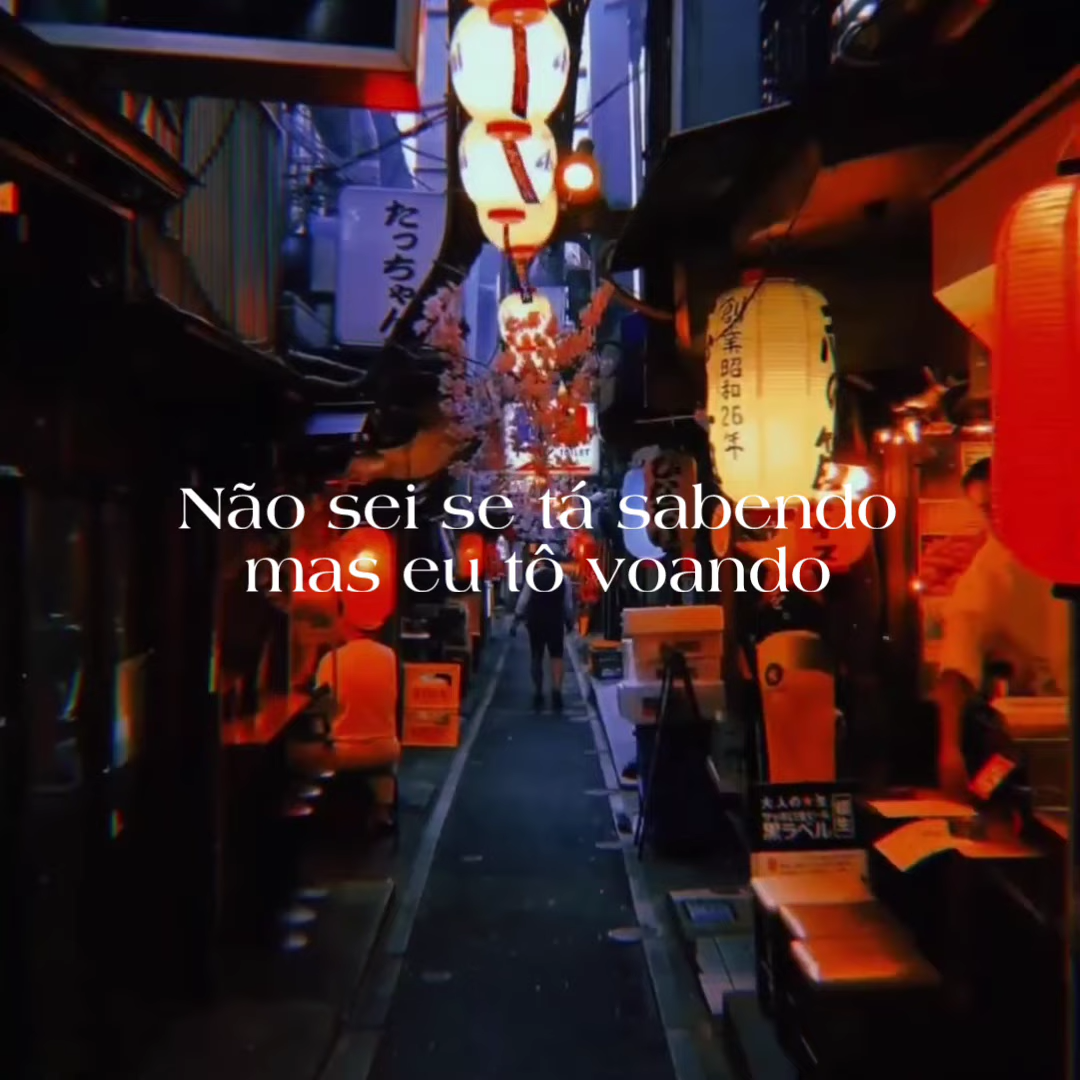 たっちゃん
創業昭和26年
Não sei se tá sabendo
mas eu tô voando
大人の★生
黒ラベル